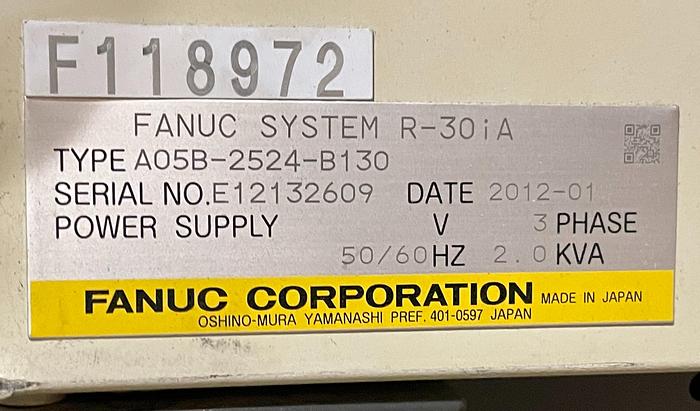 F118972
FANUC SYSTEM R-30iA
TYPE A05B-2524-B130
SERIAL NO.E12132609 DATE 2012-01
POWER SUPPLY V 3 PHASE
50/60HZ 2.0 KVA
FANUC CORPORATION MADE IN JAPAN
OSHINO-MURA YAMANASHI PREF. 401-0597 JAPAN